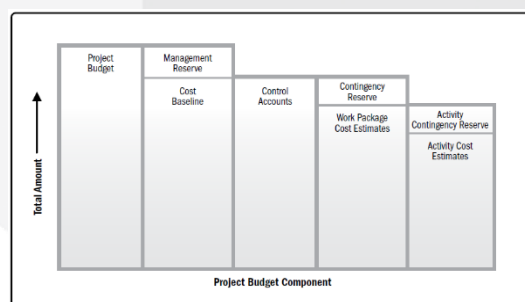 Project
Budget
Management
Reserve
Cost
Baseline
Control
Accounts
Contingency
Reserve
Work Package
Cost Estimates
Activity
Contingency Reserve
Activity Cost
Estimates
Total Amount
Project Budget Component